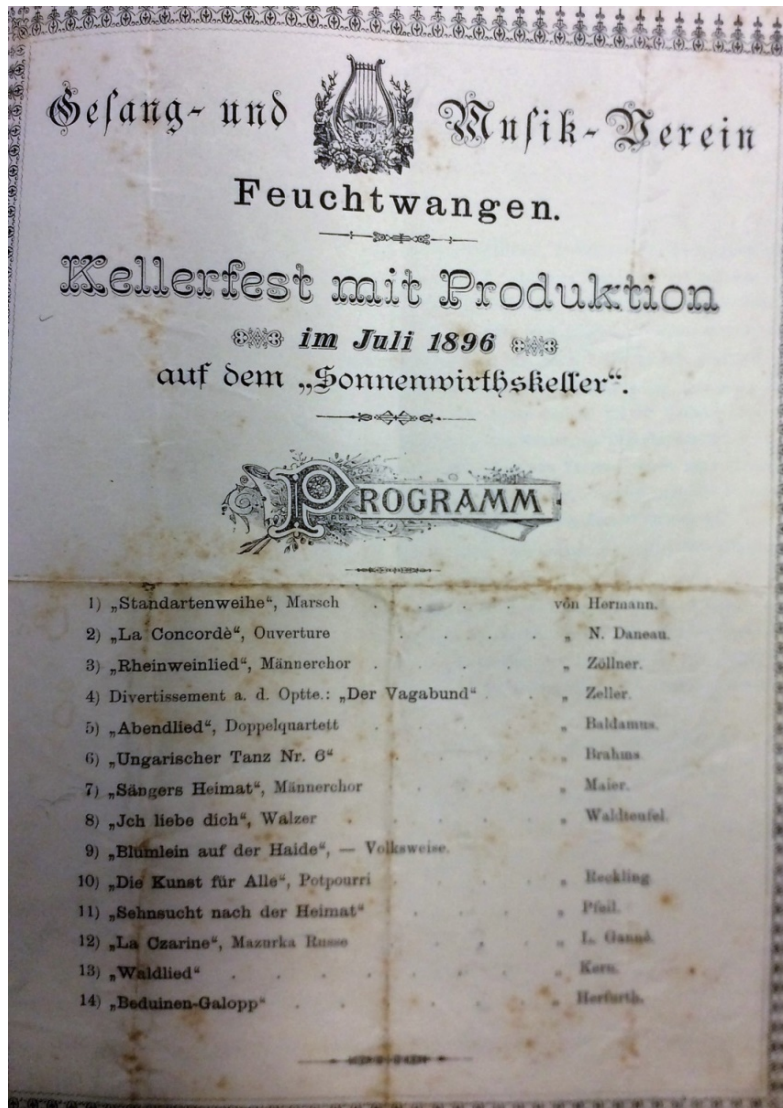 Gesang- und Musik-Verein
Feuchtwangen.
Kellerfest mit Produktion
im Juli 1896
auf dem „Sonnenwirthskeller“.
PROGRAMM
1) „Standartenweihe“, Marsch . . . . von Hermann.
2) „La Concordè“, Ouverture . . . . „ N. Daneau.
3) „Rheinweinlied“, Männerchor . . . . „ Zöllner.
4) Divertissement a. d. Optte.: „Der Vagabund“ . . „ Zeller.
5) „Abendlied“, Doppelquartett . . . . „ Baldamus.
6) „Ungarischer Tanz Nr. 6“ . . . . „ Brahms.
7) „Sängers Heimat“, Männerchor . . . . „ Maier.
8) „Jch liebe dich“, Walzer . . . . . „ Waldteufel.
9) „Blümlein auf der Haide“, — Volksweise.
10) „Die Kunst für Alle“, Potpourri . . . . „ Reckling
11) „Sehnsucht nach der Heimat“ . . . . „ Pfeil.
12) „La Czarine“, Mazurka Russe . . . . „ L. Gannè.
13) „Waldlied“ . . . . . . „ Kern.
14) „Beduinen-Galopp“ . . . . . „ Herfurth.